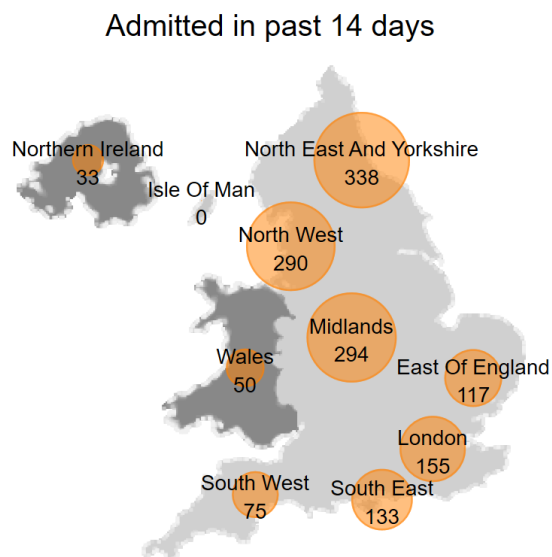 Admitted in past 14 days
Northern Ireland
33
North East And Yorkshire
338
Isle Of Man
0
North West
290
Midlands
294
Wales
50
East Of England
117
London
155
South West
75
South East
133